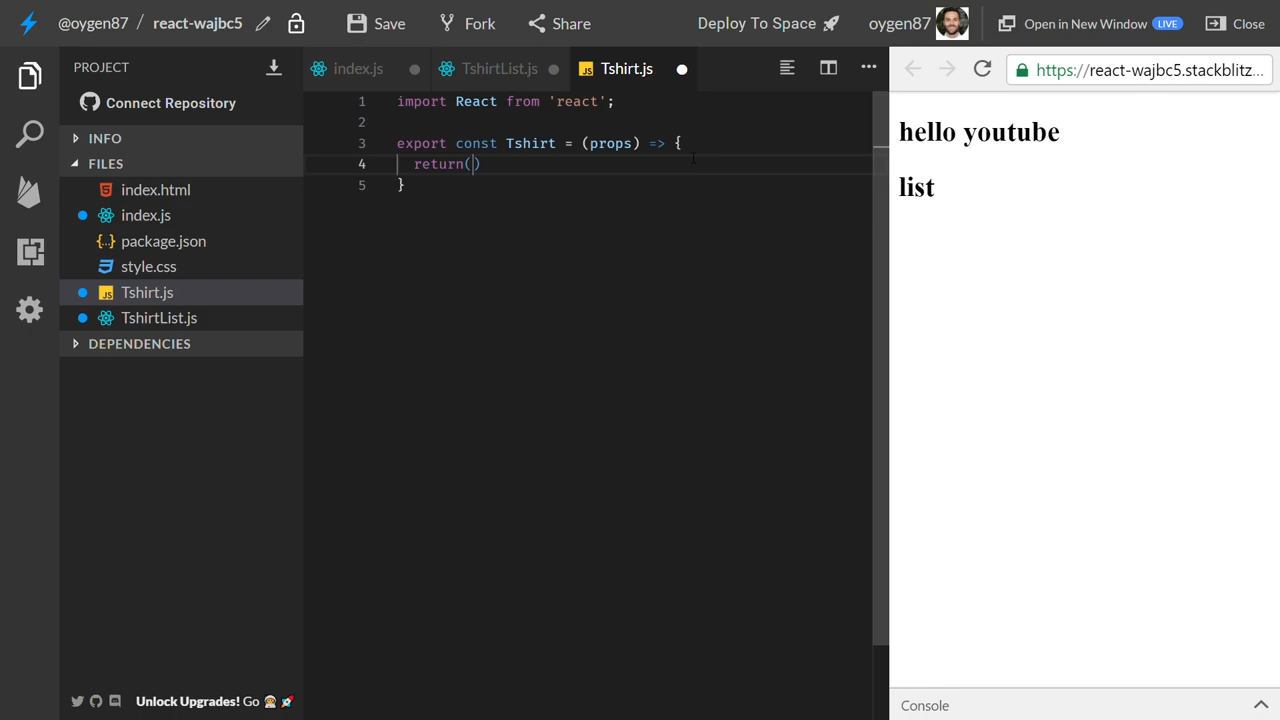 @oygen87 / react-wajbc5 Save Fork Share Deploy To Space oygen87 Open in New Window LIVE Close
PROJECT
Connect Repository
INFO
FILES
index.html
index.js
package.json
style.css
Tshirt.js
TshirtList.js
DEPENDENCIES
Unlock Upgrades! Go
index.js TshirtList.js Tshirt.js
1 import React from 'react';
2
3 export const Tshirt = (props) => {
4 return()
5 }
https://react-wajbc5.stackblitz...
hello youtube
list
Console